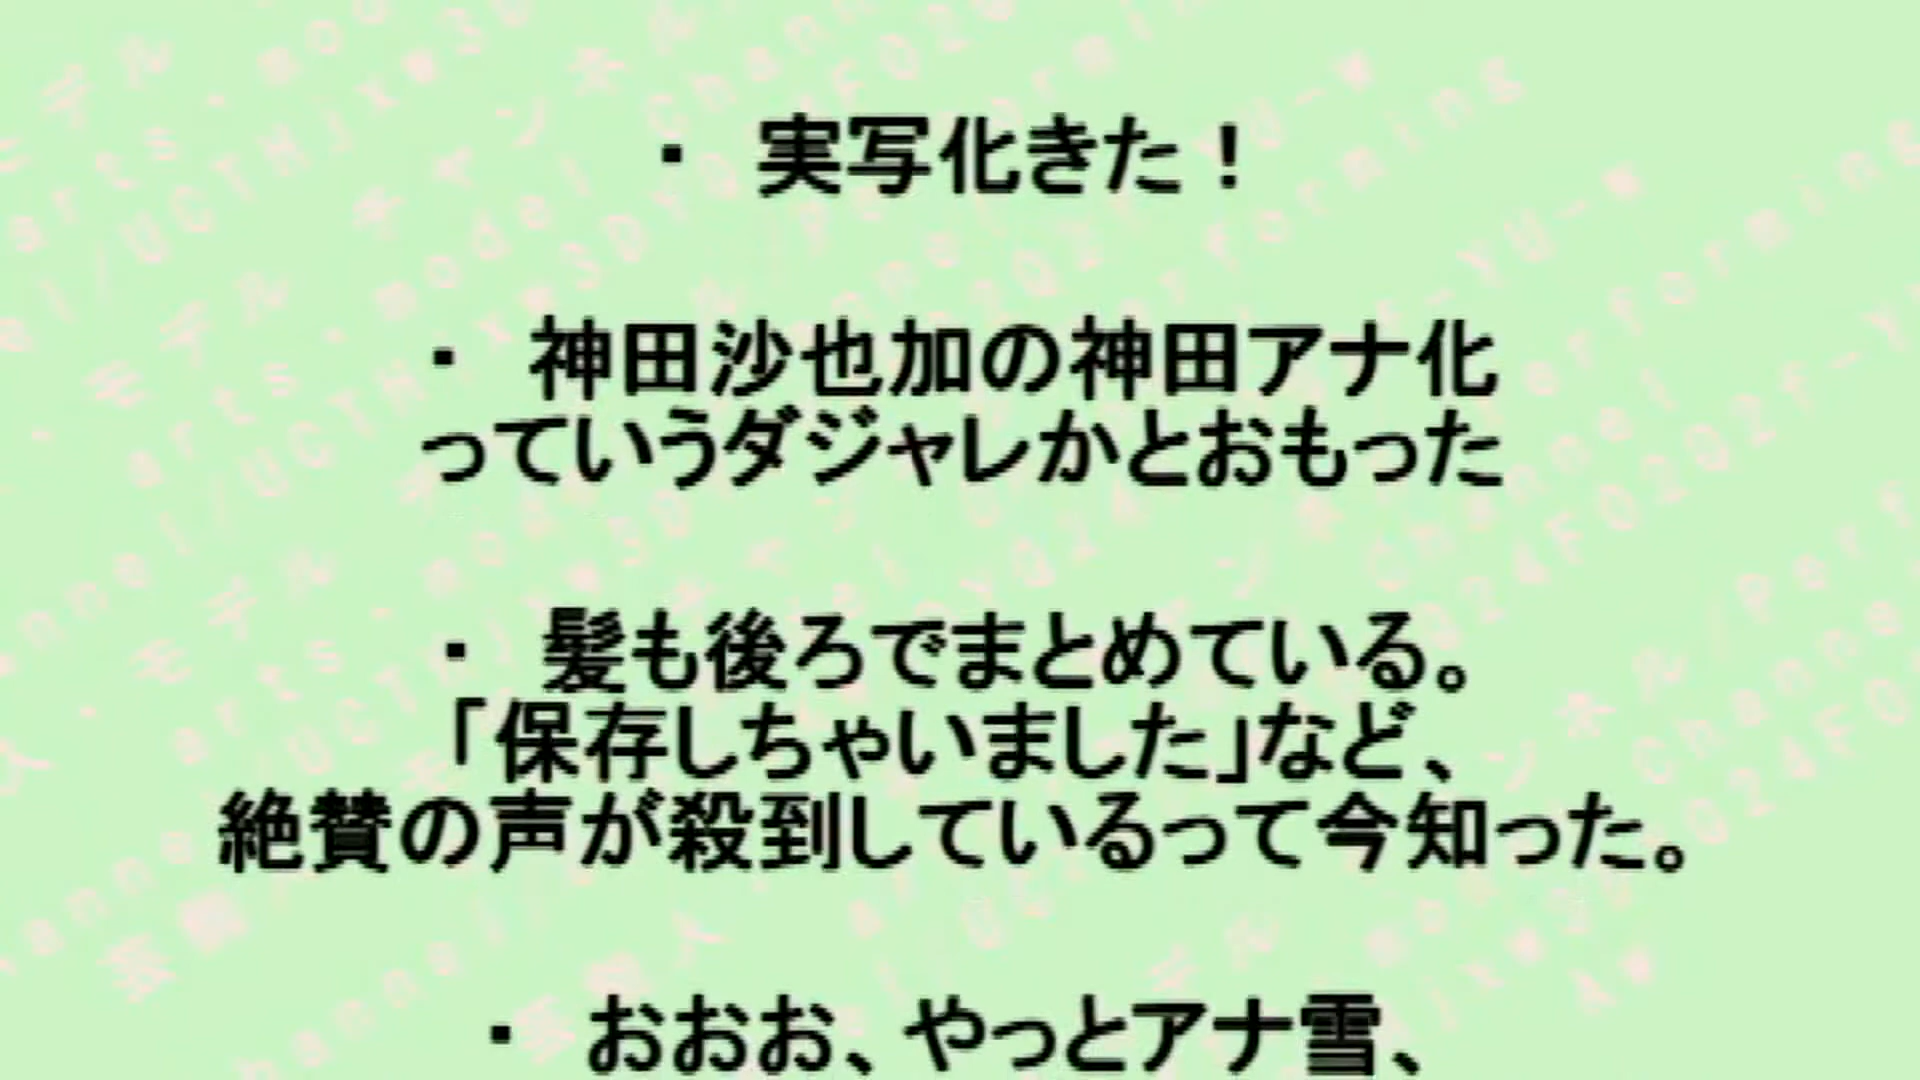 ・ 実写化きた！
・ 神田沙也加の神田アナ化
っていうダジャレかとおもった
・ 髪も後ろでまとめている。
「保存しちゃいました」など、
絶賛の声が殺到しているって今知った。
・ おおお、やっとアナ雪、